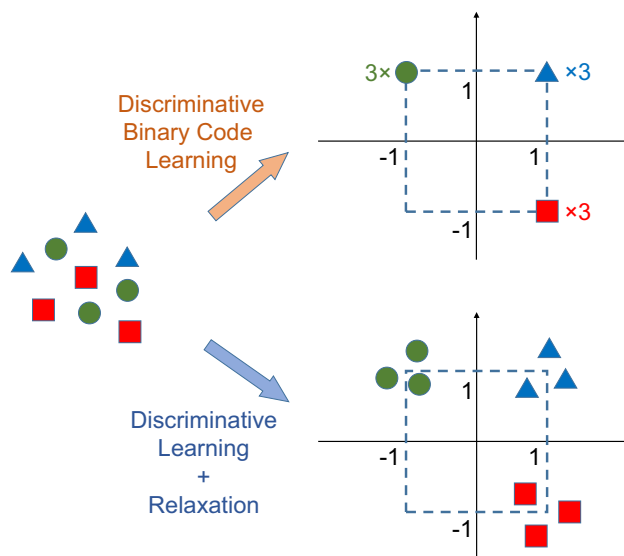 Discriminative
Binary Code
Learning
3×
×3
1
-1
1
-1
×3
Discriminative
Learning
+
Relaxation
1
-1
1
-1